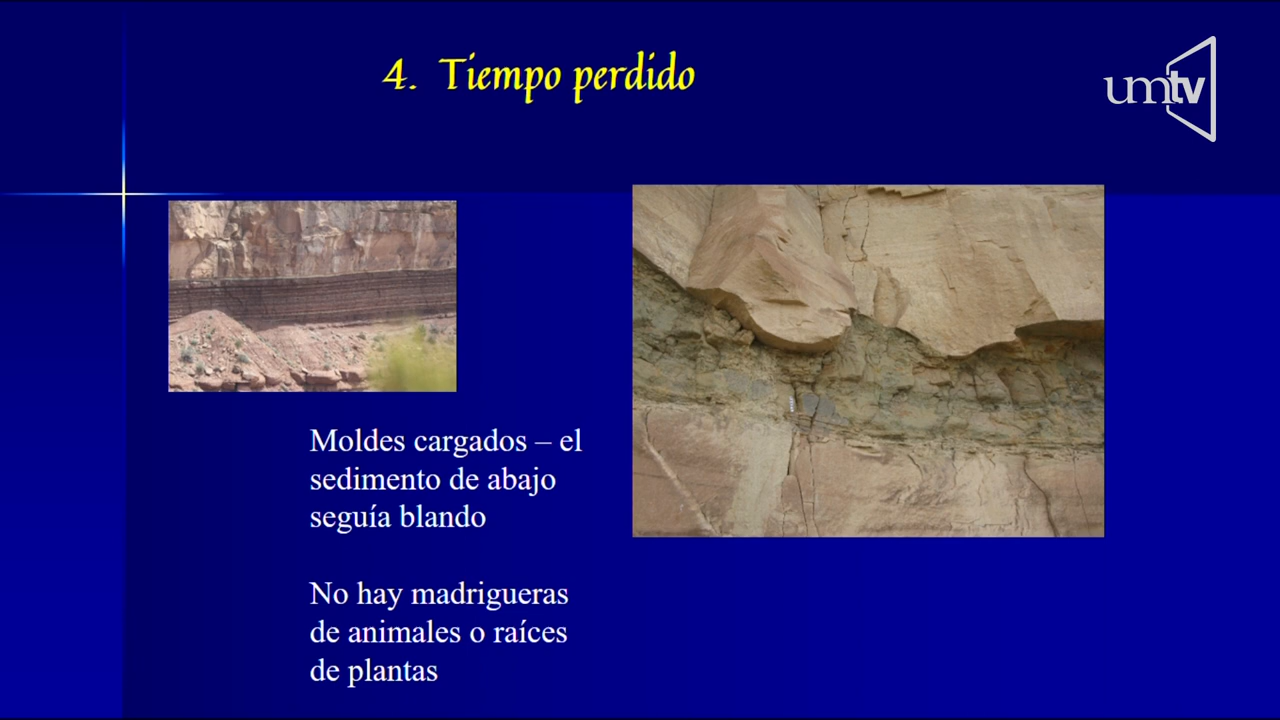 4. Tiempo perdido
umtv
Moldes cargados – el
sedimento de abajo
seguía blando
No hay madrigueras
de animales o raíces
de plantas